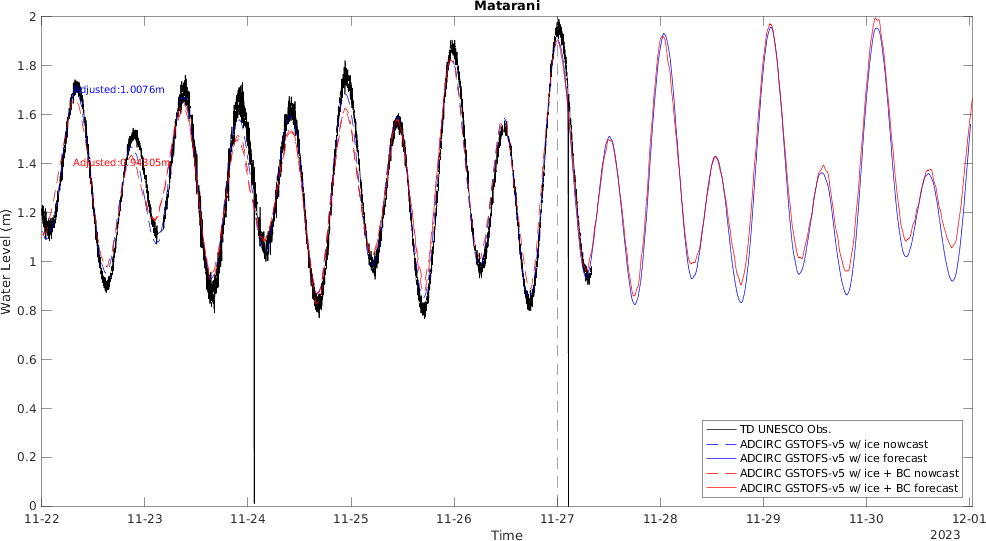 Matarani
2
1.8
1.6
1.4
1.2
1
0.8
0.6
0.4
0.2
0
Water Level (m)
Adjusted:1.0076m
Adjusted:0.94305m
TD UNESCO Obs.
ADCIRC GSTOFS-v5 w/ ice nowcast
ADCIRC GSTOFS-v5 w/ ice forecast
ADCIRC GSTOFS-v5 w/ ice + BC nowcast
ADCIRC GSTOFS-v5 w/ ice + BC forecast
11-22 11-23 11-24 11-25 11-26 11-27 11-28 11-29 11-30 12-01
Time
2023